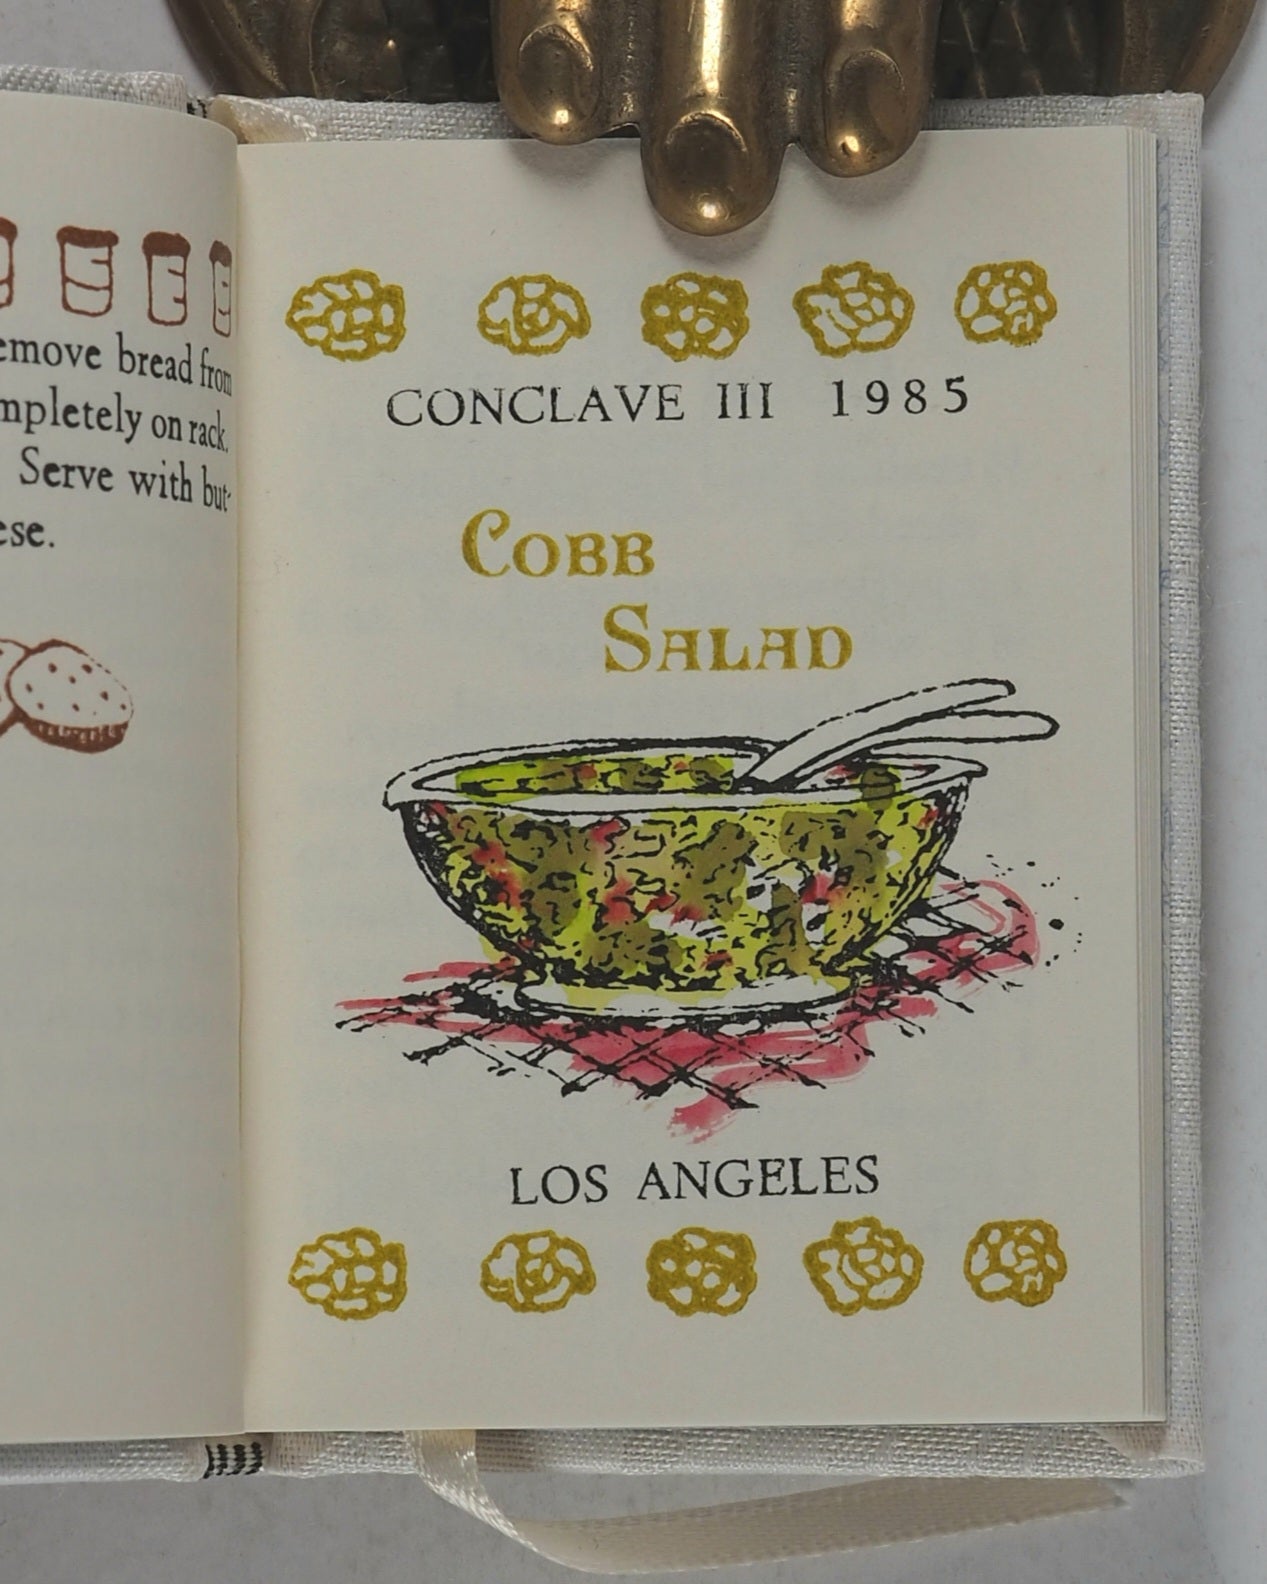 emove bread from
mpletely on rack.
Serve with but-
ese.
CONCLAVE III 1985
COBB
SALAD
LOS ANGELES